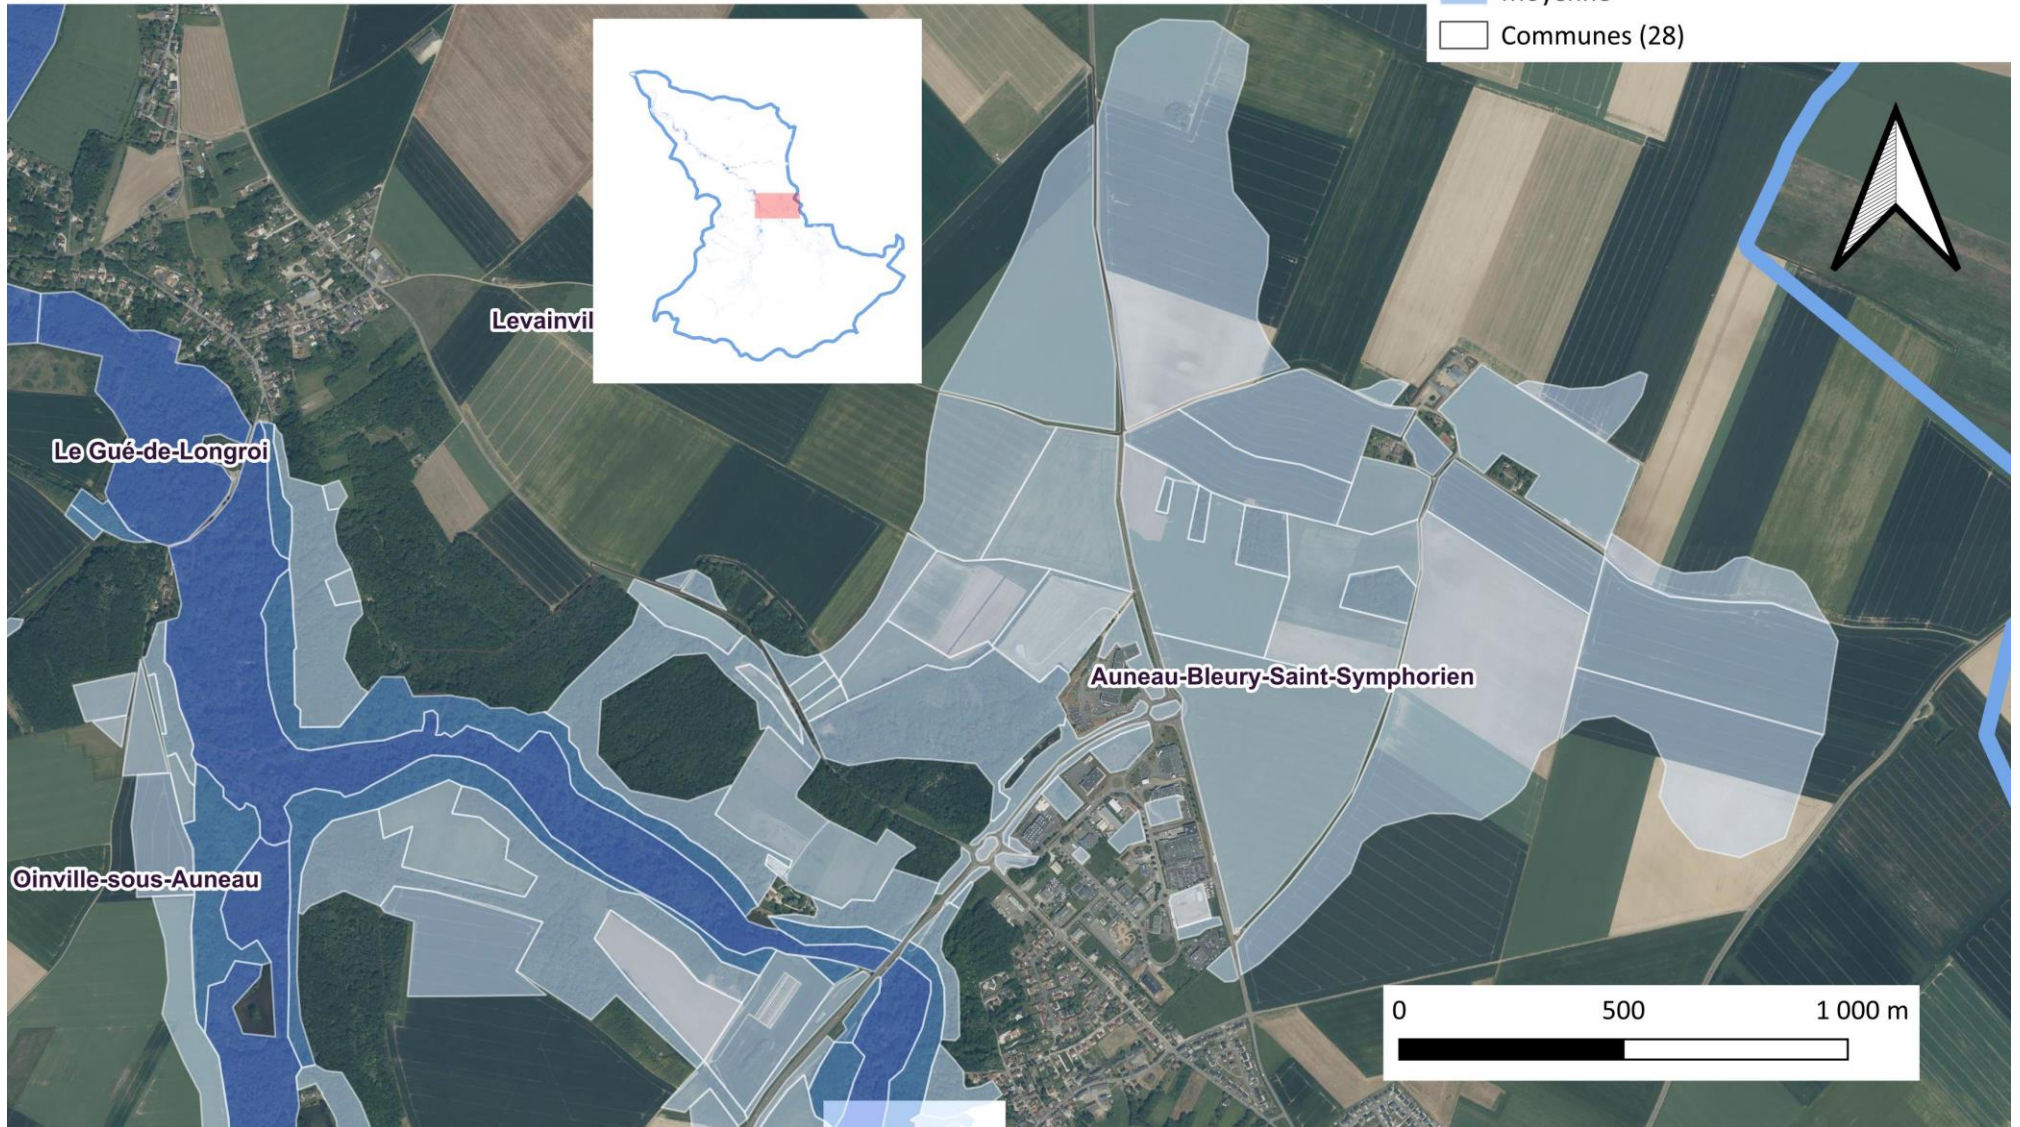 Communes (28)
Levainvil
Le Gué-de-Longroi
Auneau-Bleury-Saint-Symphorien
Oinville-sous-Auneau
0 500 1 000 m